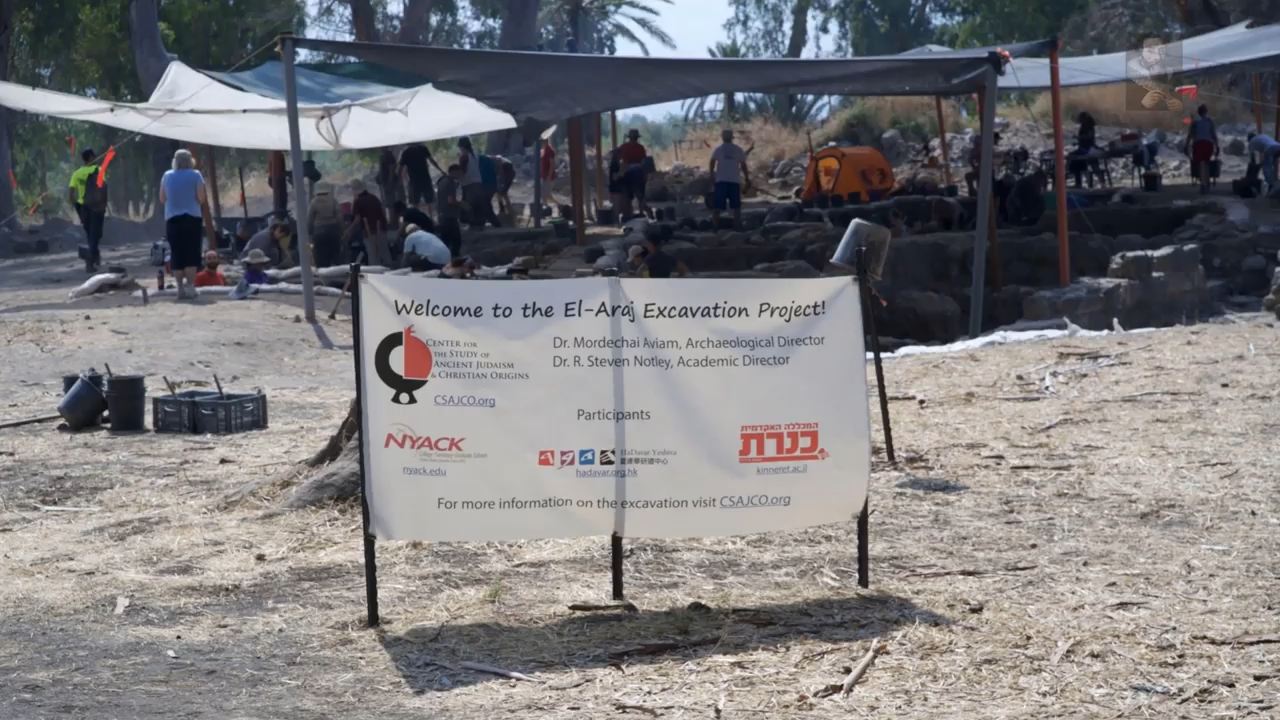 Welcome to the El-Araj Excavation Project!
CENTER FOR
THE STUDY OF
ANCIENT JUDAISM
& CHRISTIAN ORIGINS
CSAJCO.org
Dr. Mordechai Aviam, Archaeological Director
Dr. R. Steven Notley, Academic Director
Participants
NYACK
nyack.edu
HaDavar Yeshiva
hadavar.org.hk
המכללה האקדמית
כנרת
kinneret.ac.il
For more information on the excavation visit CSAJCO.org